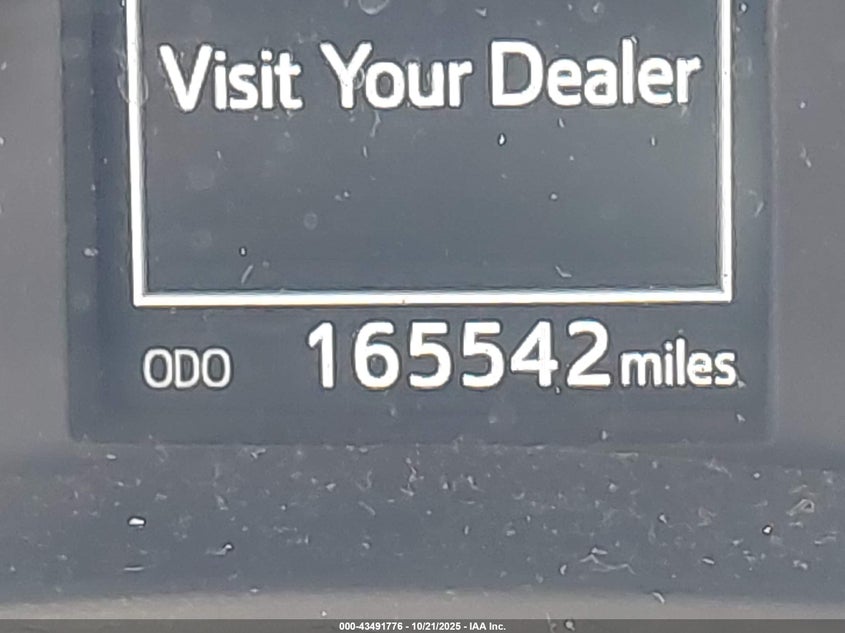 Visit Your Dealer
ODO 165542 miles
000-43491776 - 10/21/2025 - IAA Inc.